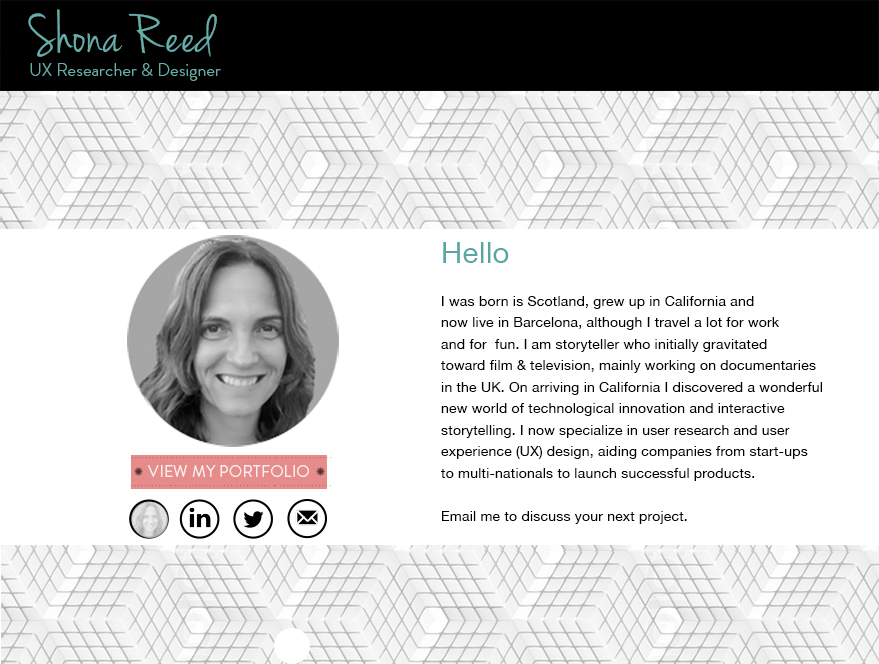 Shona Reed
UX Researcher & Designer
Hello
I was born is Scotland, grew up in California and
now live in Barcelona, although I travel a lot for work
and for  fun. I am storyteller who initially gravitated
toward film & television, mainly working on documentaries
in the UK. On arriving in California I discovered a wonderful
new world of technological innovation and interactive
storytelling. I now specialize in user research and user
experience (UX) design, aiding companies from start-ups
to multi-nationals to launch successful products.
Email me to discuss your next project.
VIEW MY PORTFOLIO
in